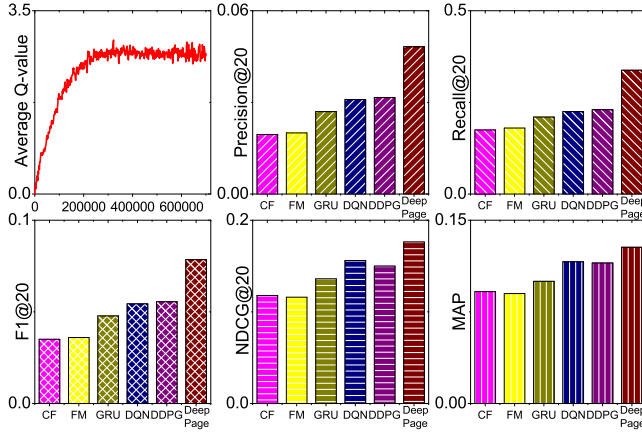 3.5
Average Q-value
0.0
0 200000 400000 600000
0.06
Precision@20
0.00
CF FM GRU DQN DDPG Deep Page
0.5
Recall@20
0.0
CF FM GRU DQN DDPG Deep Page
0.1
F1@20
0.0
CF FM GRU DQN DDPG Deep Page
0.2
NDCG@20
0.0
CF FM GRU DQN DDPG Deep Page
0.15
MAP
0.00
CF FM GRU DQN DDPG Deep Page